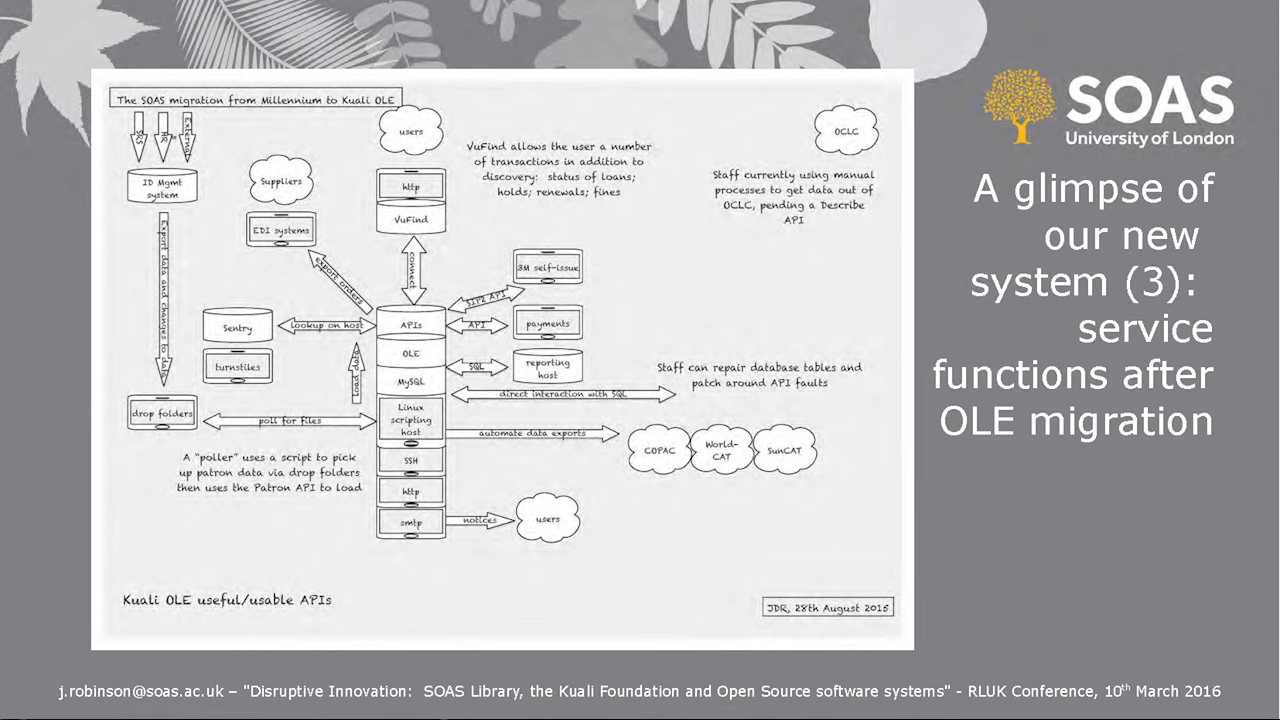 The SOAS migration from Millennium to Kuali OLE
SRS
HR
External
ID Mgmt
system
Suppliers
EDI systems
users
http
VuFind
VuFind allows the user a number
of transactions in addition to
discovery: status of loans;
holds; renewals; fines
OCLC
Staff currently using manual
processes to get data out of
OCLC, pending a Describe
API
Export data and changes to data
export orders
connect
3M self-issue
SIP2 API
Sentry
lookup on host
APIs
API
payments
turnstiles
load data
OLE
SQL
reporting
host
MySQL
Staff can repair database tables and
patch around API faults
direct interaction with SQL
drop folders
poll for files
Linux
scripting
host
automate data exports
COPAC
World-
CAT
SunCAT
A "poller" uses a script to pick
up patron data via drop folders
then uses the Patron API to load
SSH
http
smtp
notices
users
Kuali OLE useful/usable APIs
JDR, 28th August 2015
SOAS
University of London
A glimpse of
our new
system (3):
service
functions after
OLE migration
j.robinson@soas.ac.uk – "Disruptive Innovation: SOAS Library, the Kuali Foundation and Open Source software systems" - RLUK Conference, 10th March 2016